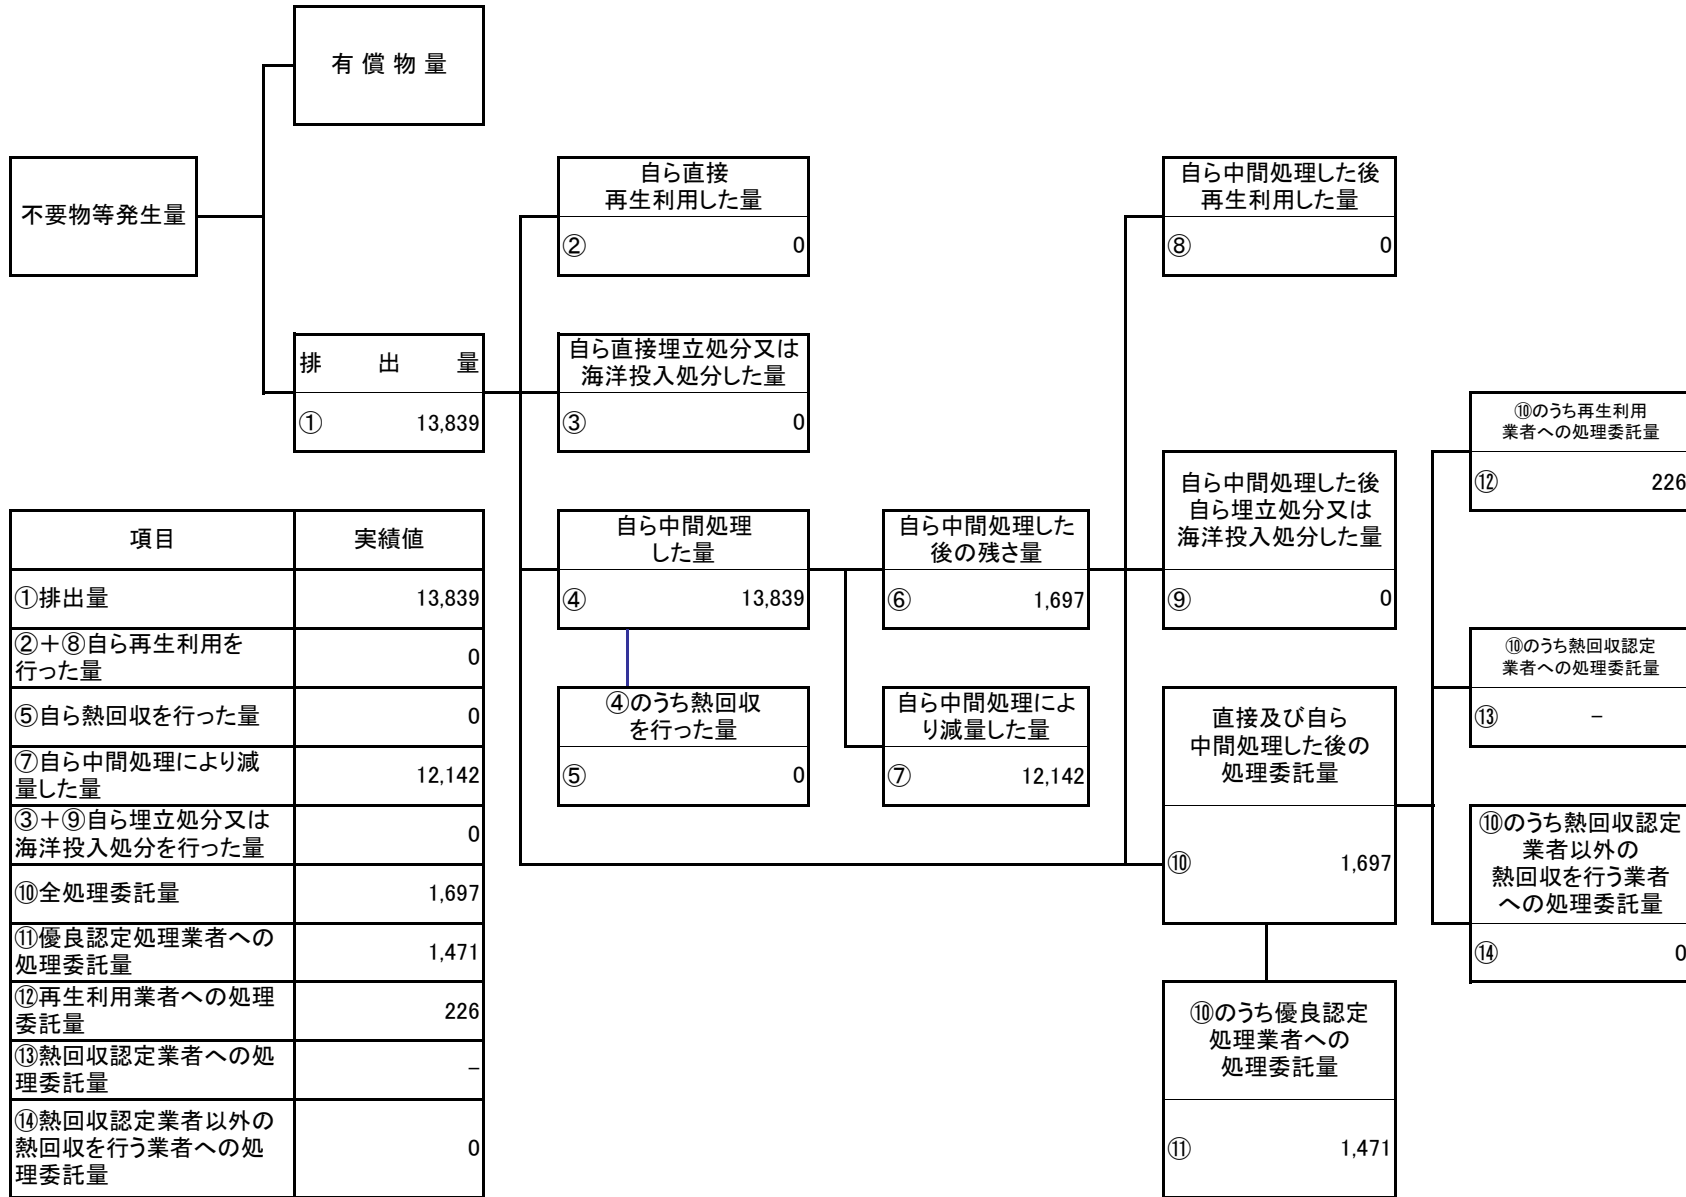 有 償 物 量
不要物等発生量
自ら直接
再生利用した量
② 0
自ら中間処理した後
再生利用した量
⑧ 0
排 出 量
① 13,839
自ら直接埋立処分又は
海洋投入処分した量
③ 0
⑩のうち再生利用
業者への処理委託量
⑫ 226
自ら中間処理
した量
④ 13,839
自ら中間処理した
後の残さ量
⑥ 1,697
自ら中間処理した後
自ら埋立処分又は
海洋投入処分した量
⑨ 0
⑩のうち熱回収認定
業者への処理委託量
⑬ －
④のうち熱回収
を行った量
⑤ 0
自ら中間処理によ
り減量した量
⑦ 12,142
直接及び自ら
中間処理した後の
処理委託量
⑩ 1,697
⑩のうち熱回収認定
業者以外の
熱回収を行う業者
への処理委託量
⑭ 0
⑩のうち優良認定
処理業者への
処理委託量
⑪ 1,471
項目 実績値
①排出量 13,839
②＋⑧自ら再生利用を
行った量 0
⑤自ら熱回収を行った量 0
⑦自ら中間処理により減
量した量 12,142
③＋⑨自ら埋立処分又は
海洋投入処分を行った量 0
⑩全処理委託量 1,697
⑪優良認定処理業者への
処理委託量 1,471
⑫再生利用業者への処理
委託量 226
⑬熱回収認定業者への処
理委託量 －
⑭熱回収認定業者以外の
熱回収を行う業者への処
理委託量 0